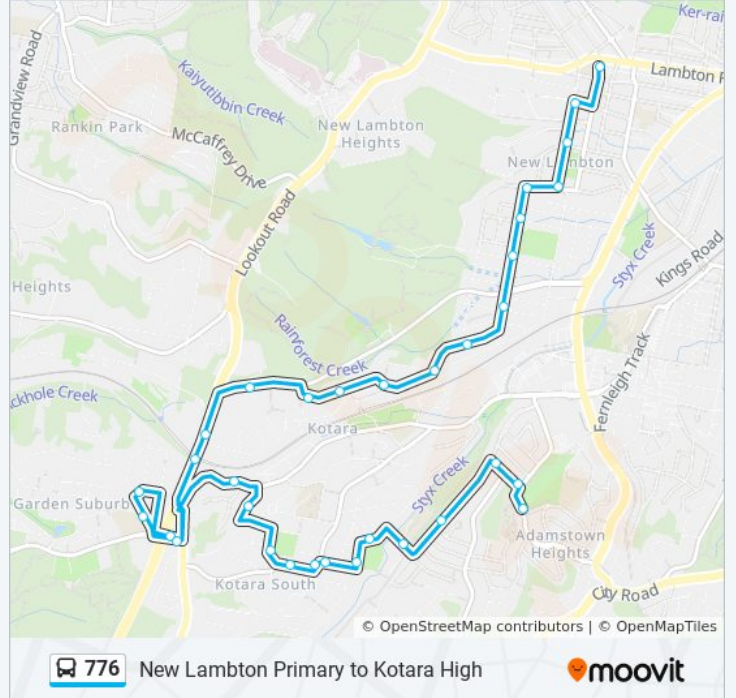 Ker-rai
Grandview Road
Lambton R
Kalyutibbin Creek
Rankin Park
New Lambton
Heights
McCaffrey Drive
New Lambton
Lookout Road
Styx Creek
Kings Road
Heights
Rainforest Creek
Fernleigh Track
ckhole Creek
Kotara
Styx Creek
Garden Suburb
Adamstown
Heights
Kotara South
City Road
© OpenStreetMap contributors | © OpenMapTiles
776 New Lambton Primary to Kotara High
moovit